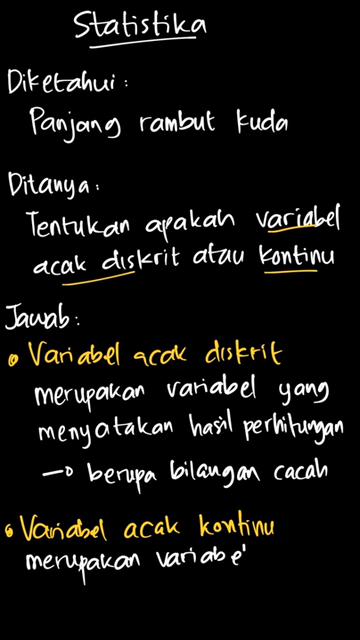 Statistika
Diketahui:
Panjang rambut kuda
Ditanya:
Tentukan apakah variabel
acak diskrit atau kontinu
Jawab:
• Variabel acak diskrit
merupakan variabel yang
menyatakan hasil perhitungan
→ berupa bilangan cacah
• Variabel acak kontinu
merupakan variabe'